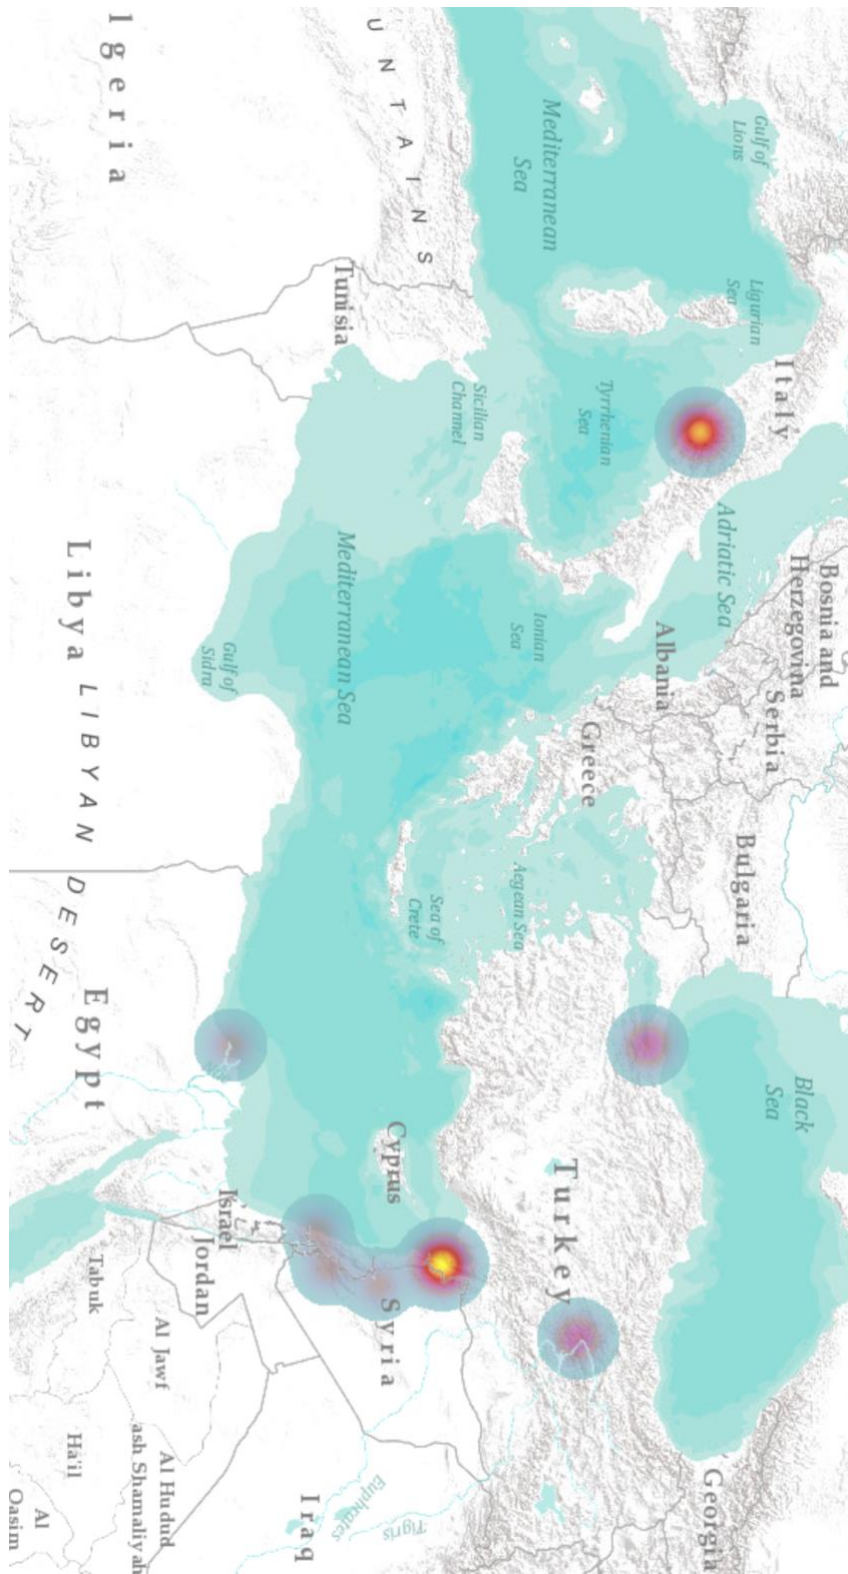 lgeria
UNTAINS
Mediterranean
Sea
Gulf of
Lions
Tunisia
Ligurian
Sea
Sicilian
Channel
Tyrrhenian
Sea
Italy
Libya
LIBYAN DESERT
Gulf of
Sidra
Mediterranean Sea
Ionian
Sea
Adriatic Sea
Bosnia and
Herzegovina
Albania
Serbia
Greece
Bulgaria
Aegean Sea
Sea of
Crete
Egypt
Black
Sea
Cyprus
Turkey
Israel
Jordan
Syria
Tabuk
Al Jawf
Ha'il
Al Hudud
ash Shamaliyah
Al
Qasim
Iraq
Euphrates
Tigris
Georgia